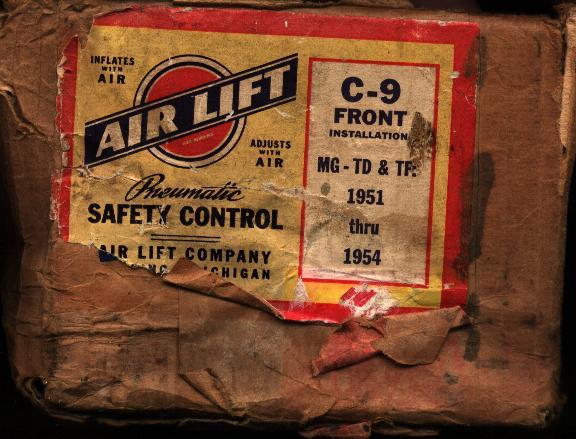 INFLATES
WITH
AIR
AIR LIFT
ADJUSTS
WITH
AIR
Pneumatic
SAFETY CONTROL
AIR LIFT COMPANY
C-9
FRONT
INSTALLATION
MG-TD & TF:
1951
thru
1954